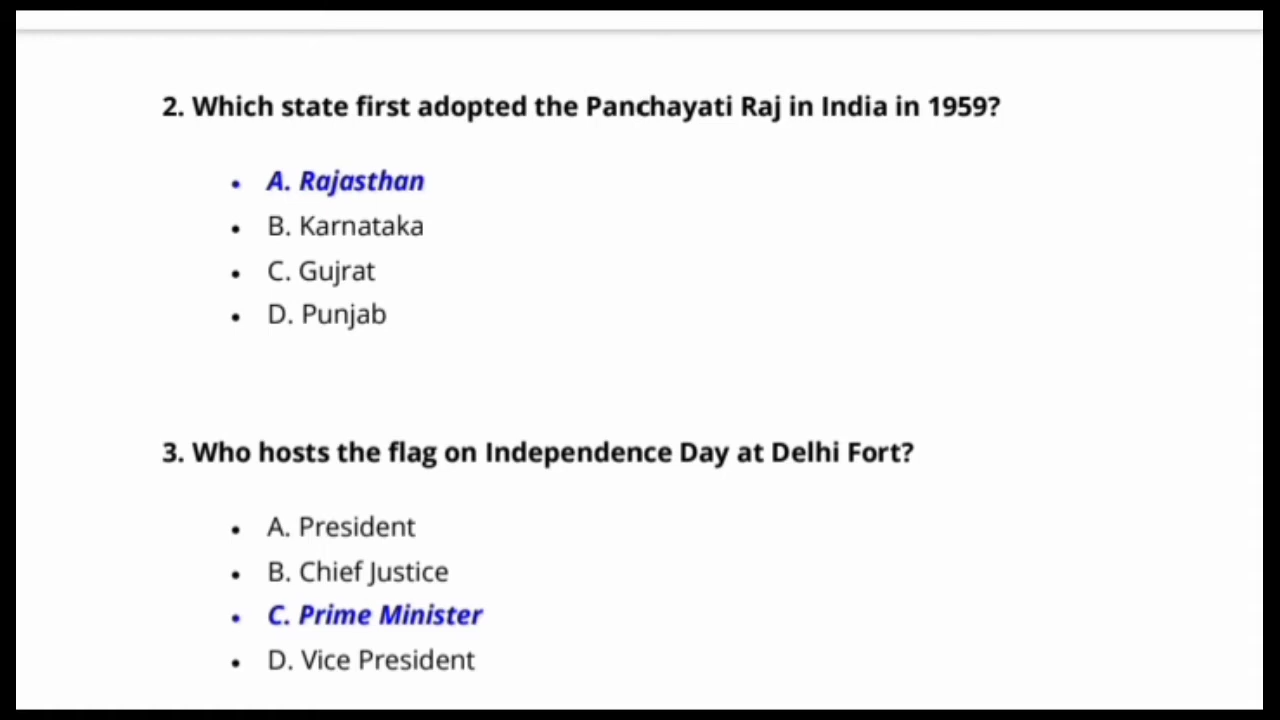 2. Which state first adopted the Panchayati Raj in India in 1959?
• A. Rajasthan
• B. Karnataka
• C. Gujrat
• D. Punjab
3. Who hosts the flag on Independence Day at Delhi Fort?
• A. President
• B. Chief Justice
• C. Prime Minister
• D. Vice President